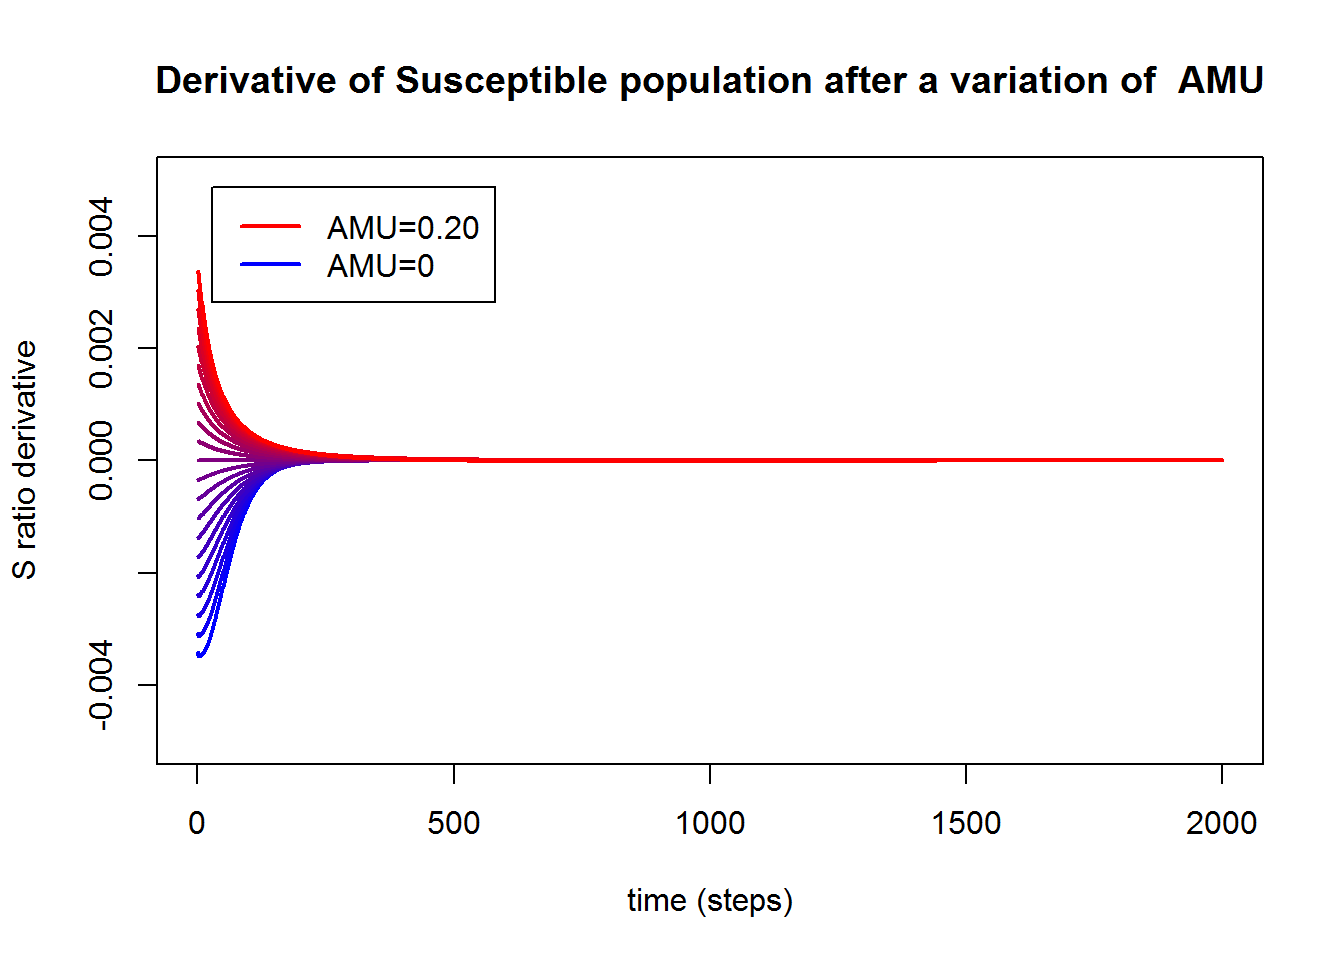 Derivative of Susceptible population after a variation of  AMU
AMU=0.20
AMU=0
S ratio derivative
0.004
0.002
0.000
-0.004
0
500
1000
1500
2000
time (steps)